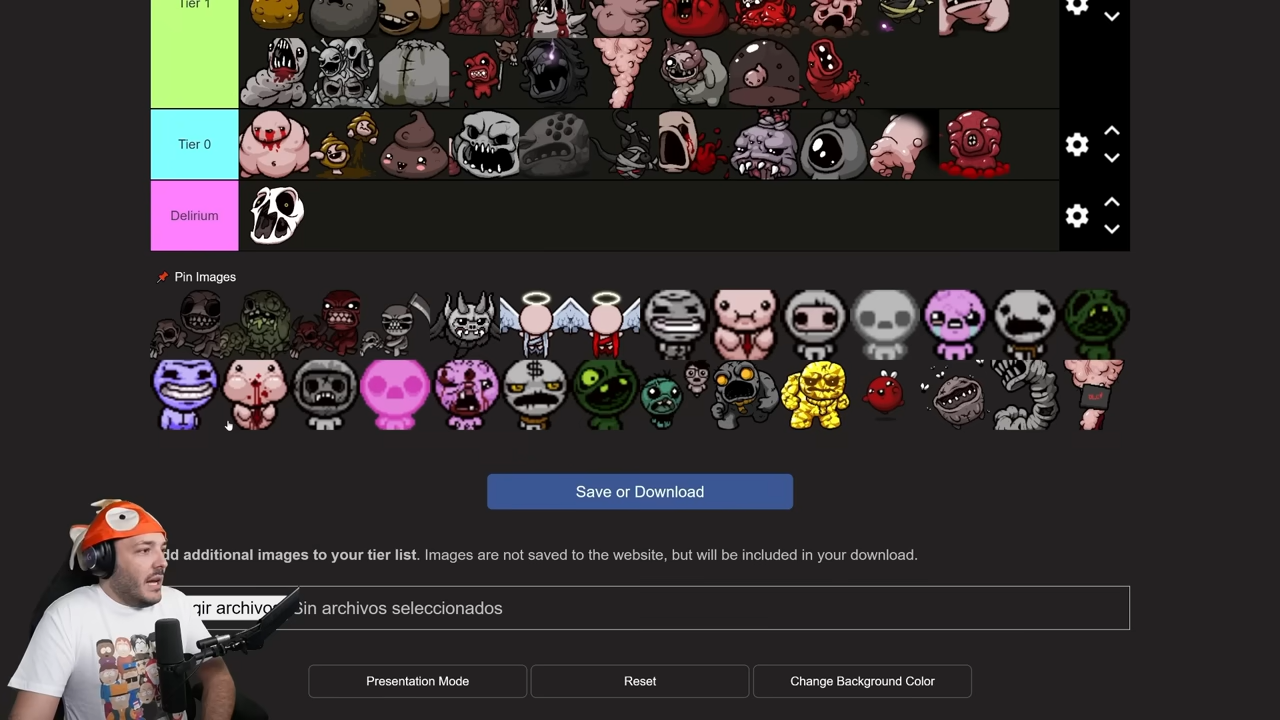 Tier 1
Tier 0
Delirium
Pin Images
Save or Download
d additional images to your tier list. Images are not saved to the website, but will be included in your download.
gir archivos Sin archivos seleccionados
Presentation Mode
Reset
Change Background Color